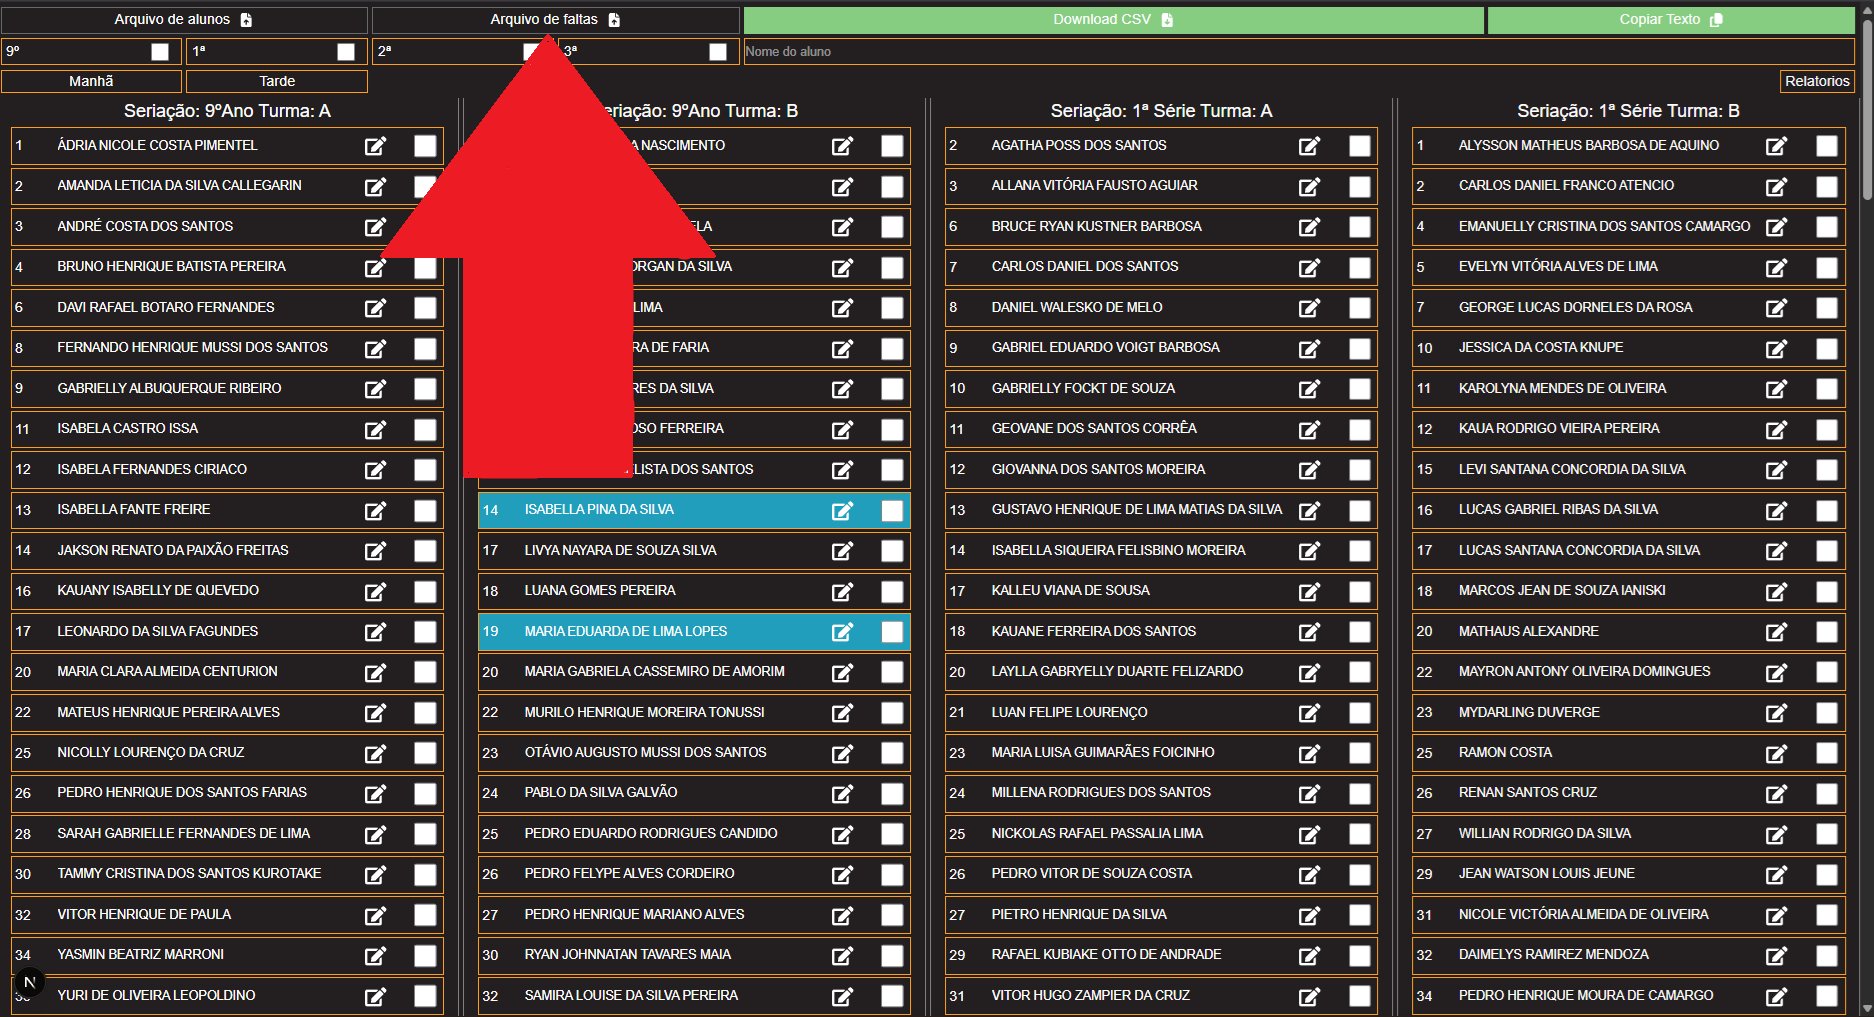 Arquivo de alunos
Arquivo de faltas
Download CSV
Copiar Texto
9º
1ª
2ª
3ª
Nome do aluno
Manhã
Tarde
Relatorios
Seriação: 9ºAno Turma: A
1 ÁDRIA NICOLE COSTA PIMENTEL
2 AMANDA LETICIA DA SILVA CALLEGARIN
3 ANDRÉ COSTA DOS SANTOS
4 BRUNO HENRIQUE BATISTA PEREIRA
6 DAVI RAFAEL BOTARO FERNANDES
8 FERNANDO HENRIQUE MUSSI DOS SANTOS
9 GABRIELLY ALBUQUERQUE RIBEIRO
11 ISABELA CASTRO ISSA
12 ISABELA FERNANDES CIRIACO
13 ISABELLA FANTE FREIRE
14 JAKSON RENATO DA PAIXÃO FREITAS
16 KAUANY ISABELLY DE QUEVEDO
17 LEONARDO DA SILVA FAGUNDES
20 MARIA CLARA ALMEIDA CENTURION
22 MATEUS HENRIQUE PEREIRA ALVES
25 NICOLLY LOURENÇO DA CRUZ
26 PEDRO HENRIQUE DOS SANTOS FARIAS
28 SARAH GABRIELLE FERNANDES DE LIMA
30 TAMMY CRISTINA DOS SANTOS KUROTAKE
32 VITOR HENRIQUE DE PAULA
34 YASMIN BEATRIZ MARRONI
YURI DE OLIVEIRA LEOPOLDINO
N
eriação: 9ºAno Turma: B
NASCIMENTO
ELA
ORGAN DA SILVA
LIMA
RA DE FARIA
RES DA SILVA
OSO FERREIRA
ELISTA DOS SANTOS
14 ISABELLA PINA DA SILVA
17 LIVYA NAYARA DE SOUZA SILVA
18 LUANA GOMES PEREIRA
19 MARIA EDUARDA DE LIMA LOPES
20 MARIA GABRIELA CASSEMIRO DE AMORIM
22 MURILO HENRIQUE MOREIRA TONUSSI
23 OTÁVIO AUGUSTO MUSSI DOS SANTOS
24 PABLO DA SILVA GALVÃO
25 PEDRO EDUARDO RODRIGUES CANDIDO
26 PEDRO FELYPE ALVES CORDEIRO
27 PEDRO HENRIQUE MARIANO ALVES
30 RYAN JOHNNATAN TAVARES MAIA
32 SAMIRA LOUISE DA SILVA PEREIRA
Seriação: 1ª Série Turma: A
2 AGATHA POSS DOS SANTOS
3 ALLANA VITÓRIA FAUSTO AGUIAR
6 BRUCE RYAN KUSTNER BARBOSA
7 CARLOS DANIEL DOS SANTOS
8 DANIEL WALESKO DE MELO
9 GABRIEL EDUARDO VOIGT BARBOSA
10 GABRIELLY FOCKT DE SOUZA
11 GEOVANE DOS SANTOS CORRÊA
12 GIOVANNA DOS SANTOS MOREIRA
13 GUSTAVO HENRIQUE DE LIMA MATIAS DA SILVA
14 ISABELLA SIQUEIRA FELISBINO MOREIRA
17 KALLEU VIANA DE SOUSA
18 KAUANE FERREIRA DOS SANTOS
20 LAYLLA GABRYELLY DUARTE FELIZARDO
21 LUAN FELIPE LOURENÇO
23 MARIA LUISA GUIMARÃES FOICINHO
24 MILLENA RODRIGUES DOS SANTOS
25 NICKOLAS RAFAEL PASSALIA LIMA
26 PEDRO VITOR DE SOUZA COSTA
27 PIETRO HENRIQUE DA SILVA
29 RAFAEL KUBIAKE OTTO DE ANDRADE
31 VITOR HUGO ZAMPIER DA CRUZ
Seriação: 1ª Série Turma: B
1 ALYSSON MATHEUS BARBOSA DE AQUINO
2 CARLOS DANIEL FRANCO ATENCIO
4 EMANUELLY CRISTINA DOS SANTOS CAMARGO
5 EVELYN VITÓRIA ALVES DE LIMA
7 GEORGE LUCAS DORNELES DA ROSA
10 JESSICA DA COSTA KNUPE
11 KAROLYNA MENDES DE OLIVEIRA
12 KAUA RODRIGO VIEIRA PEREIRA
15 LEVI SANTANA CONCORDIA DA SILVA
16 LUCAS GABRIEL RIBAS DA SILVA
17 LUCAS SANTANA CONCORDIA DA SILVA
18 MARCOS JEAN DE SOUZA IANISKI
20 MATHAUS ALEXANDRE
22 MAYRON ANTONY OLIVEIRA DOMINGUES
23 MYDARLING DUVERGE
25 RAMON COSTA
26 RENAN SANTOS CRUZ
27 WILLIAN RODRIGO DA SILVA
29 JEAN WATSON LOUIS JEUNE
31 NICOLE VICTÓRIA ALMEIDA DE OLIVEIRA
32 DAIMELYS RAMIREZ MENDOZA
34 PEDRO HENRIQUE MOURA DE CAMARGO